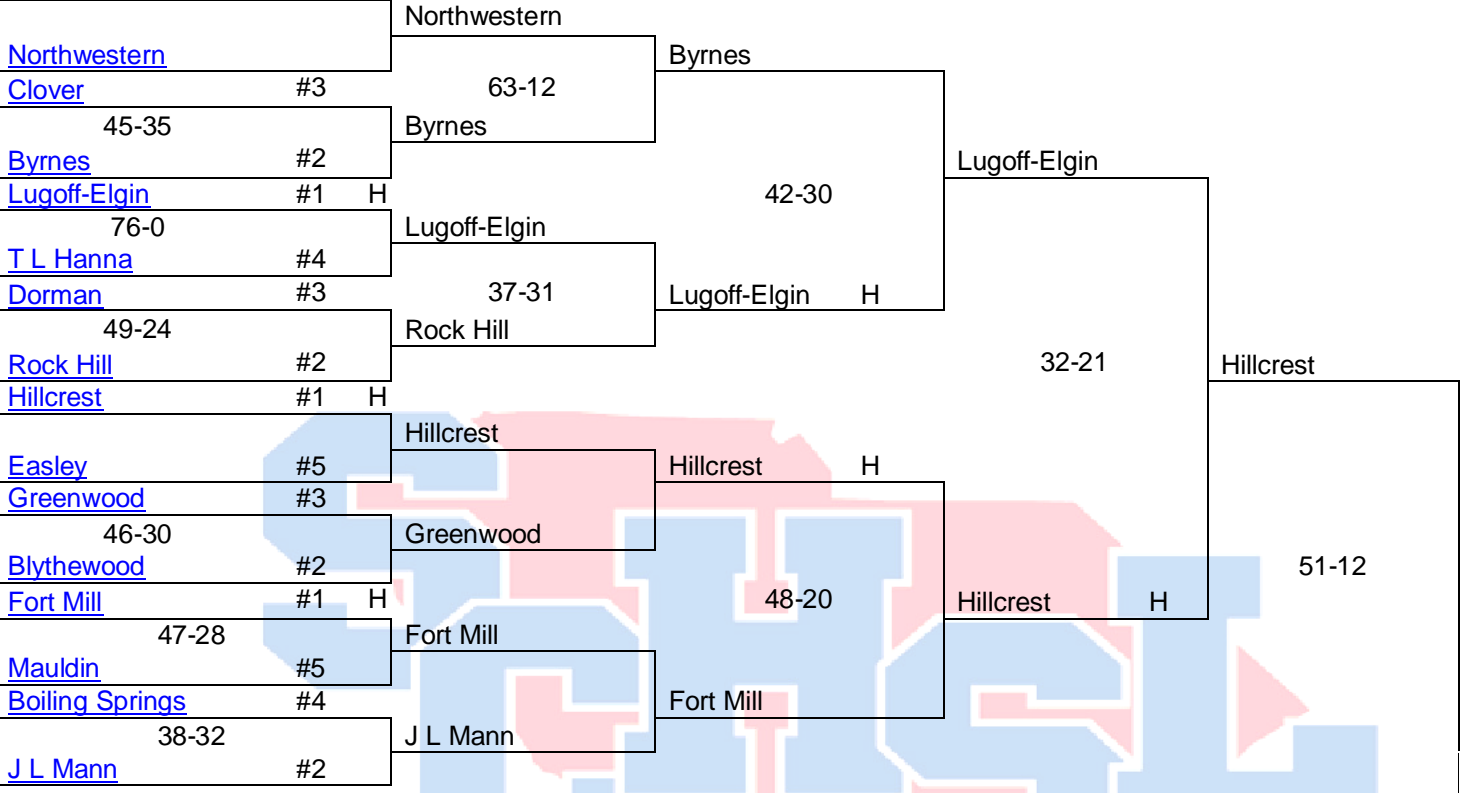 Northwestern
Northwestern
Byrnes
Clover #3
63-12
45-35
Byrnes
Byrnes #2
Lugoff-Elgin
Lugoff-Elgin #1 H
42-30
76-0
Lugoff-Elgin
T L Hanna #4
Dorman #3
37-31
Lugoff-Elgin H
49-24
Rock Hill
Rock Hill #2
32-21
Hillcrest
Hillcrest #1 H
Hillcrest
Easley #5
Hillcrest H
Greenwood #3
46-30
Greenwood
Blythewood #2
51-12
Fort Mill #1 H
48-20
Hillcrest H
47-28
Fort Mill
Mauldin #5
Boiling Springs #4
Fort Mill
38-32
J L Mann
J L Mann #2
SCHSL